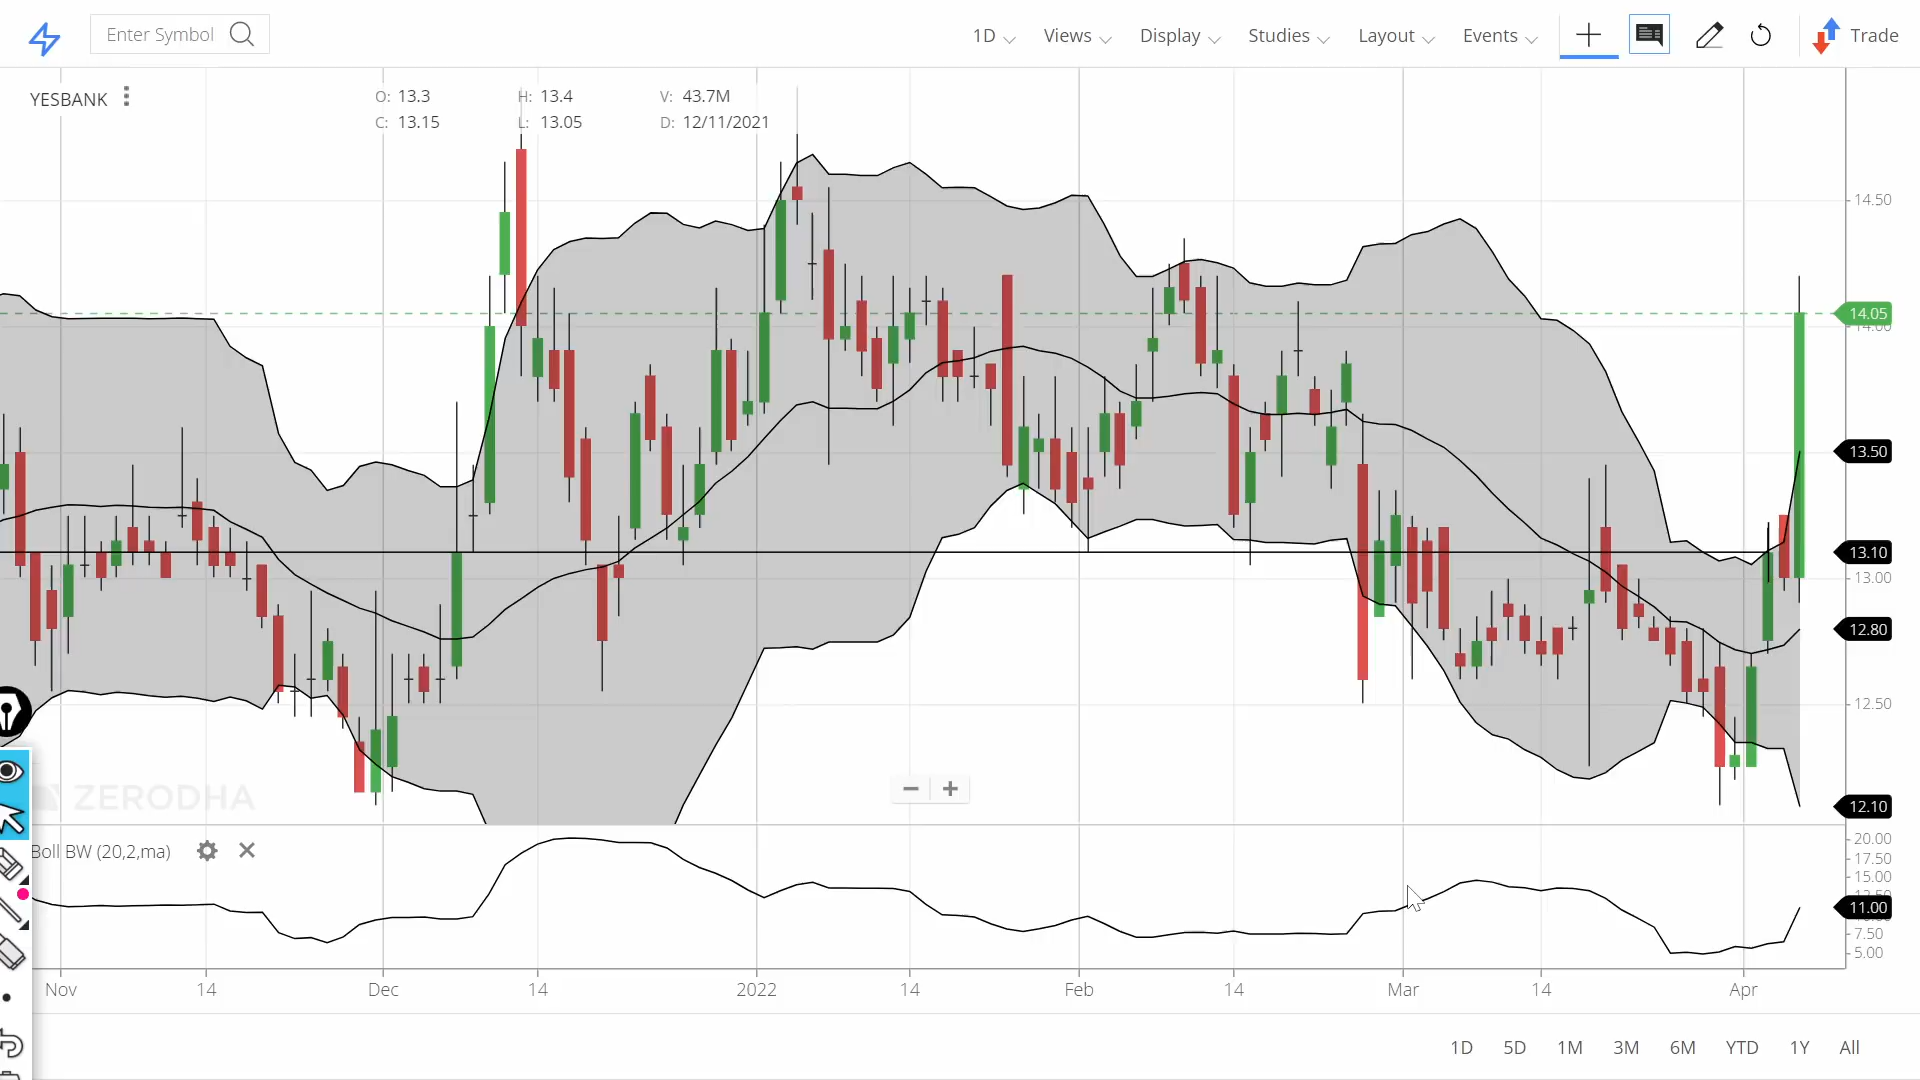 Enter Symbol 1D Views Display Studies Layout Events Trade
YESBANK O: 13.3 H: 13.4 V: 43.7M
C: 13.15 L: 13.05 D: 12/11/2021
14.50
14.05
14.00
13.50
13.10
13.00
12.80
12.50
ZERODHA
12.10
Boll BW (20,2,ma)
20.00
17.50
15.00
11.00
7.50
5.00
Nov 14 Dec 14 2022 14 Feb 14 Mar 14 Apr
1D 5D 1M 3M 6M YTD 1Y All